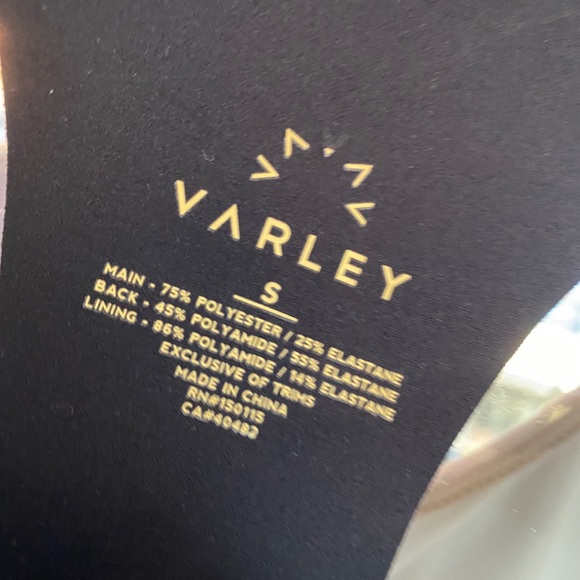 VARLEY
S
MAIN - 75% POLYESTER / 25% ELASTANE
BACK - 45% POLYAMIDE / 55% ELASTANE
LINING - 86% POLYAMIDE / 14% ELASTANE
EXCLUSIVE OF TRIMS
MADE IN CHINA
RN#150115
CA#40482